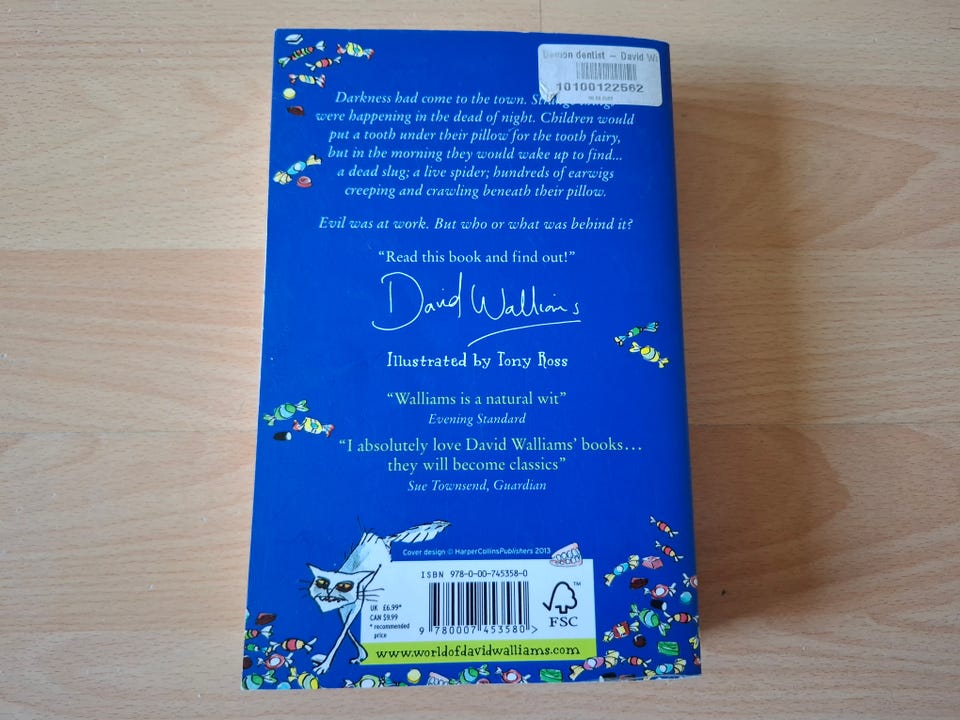 Demon dentist – David Wa
10100122562
Darkness had come to the town. Strange things
were happening in the dead of night. Children would
put a tooth under their pillow for the tooth fairy,
but in the morning they would wake up to find...
a dead slug; a live spider; hundreds of earwigs
creeping and crawling beneath their pillow.
Evil was at work. But who or what was behind it?
“Read this book and find out!”
David Walliams
Illustrated by Tony Ross
“Walliams is a natural wit”
Evening Standard
“I absolutely love David Walliams’ books...
they will become classics”
Sue Townsend, Guardian
Cover design © HarperCollinsPublishers 2013
ISBN 978-0-00-745358-0
UK £6.99*
CAN $9.99
* recommended
price
9 780007 453580 >
FSC
™
www.worldofdavidwalliams.com